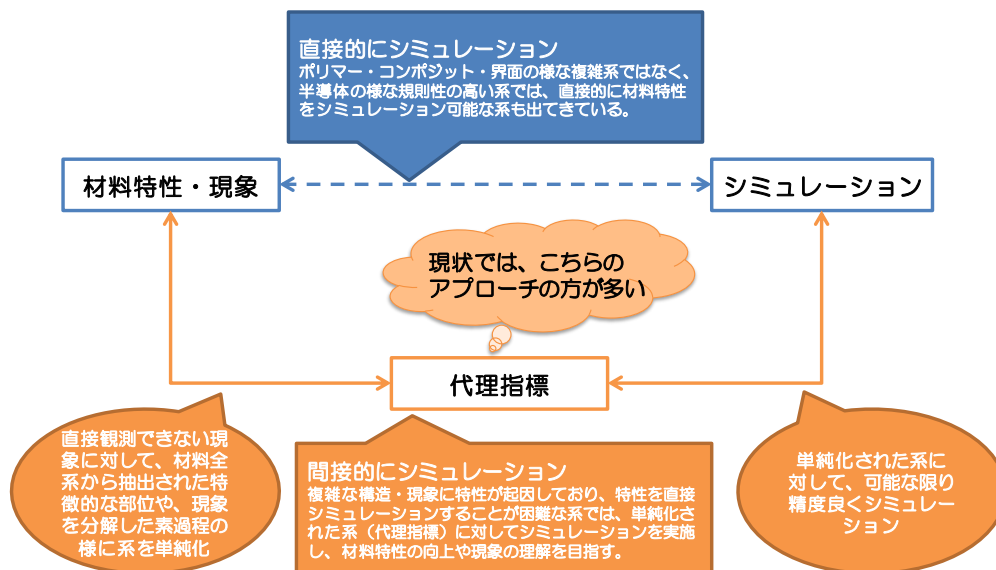 直接的にシミュレーション
ポリマー・コンポジット・界面の様な複雑系ではなく、
半導体の様な規則性の高い系では、直接的に材料特性
をシミュレーション可能な系も出てきている。
材料特性・現象
シミュレーション
現状では、こちらの
アプローチの方が多い
代理指標
直接観測できない現
象に対して、材料全
系から抽出された特
徴的な部位や、現象
を分解した素過程の
様に系を単純化
間接的にシミュレーション
複雑な構造・現象に特性が起因しており、特性を直接
シミュレーションすることが困難な系では、単純化さ
れた系（代理指標）に対してシミュレーションを実施
し、材料特性の向上や現象の理解を目指す。
単純化された系に
対して、可能な限り
精度良くシミュレー
ション